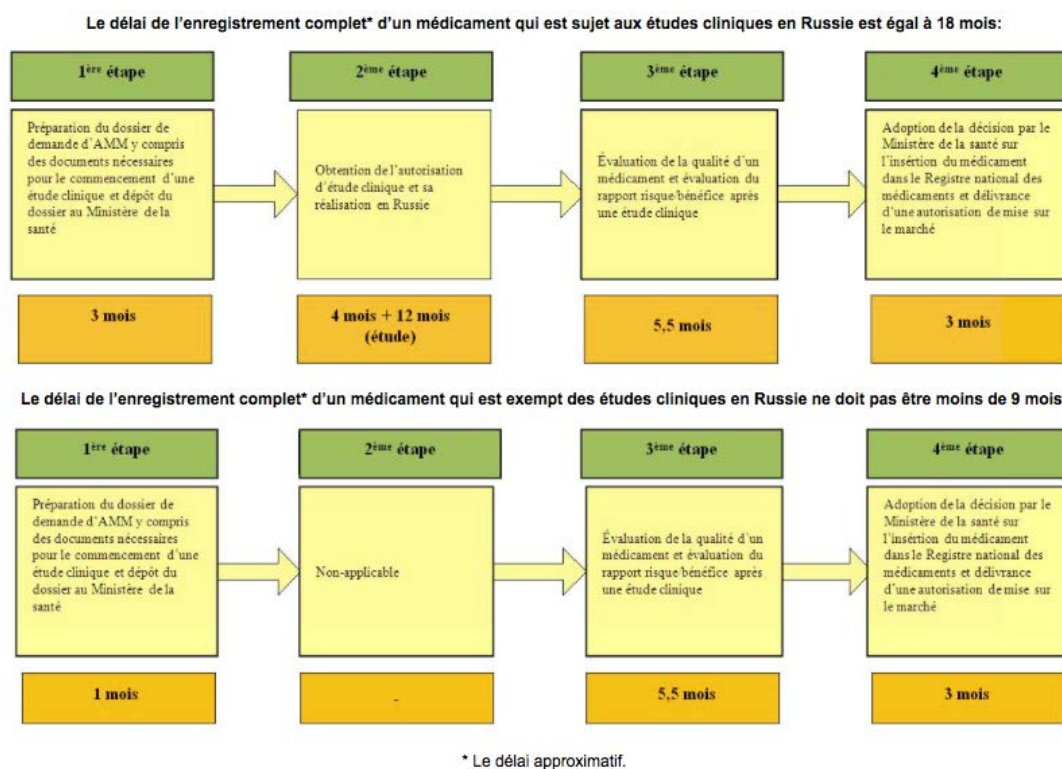 Le délai de l'enregistrement complet* d'un médicament qui est sujet aux études cliniques en Russie est égal à 18 mois:
1ère étape
2ème étape
3ème étape
4ème étape
Préparation du dossier de
demande d'AMM y compris
des documents nécessaires
pour le commencement d'une
étude clinique et dépôt du
dossier au Ministère de la
santé
Obtention de l'autorisation
d'étude clinique et sa
réalisation en Russie
Évaluation de la qualité d'un
médicament et évaluation du
rapport risque/bénéfice après
une étude clinique
Adoption de la décision par le
Ministère de la santé sur
l'insértion du médicament
dans le Registre national des
médicaments et délivrance
d'une autorisation de mise sur
le marché
3 mois
4 mois + 12 mois
(étude)
5,5 mois
3 mois
Le délai de l'enregistrement complet* d'un médicament qui est exempt des études cliniques en Russie ne doit pas être moins de 9 mois
1ère étape
2ème étape
3ème étape
4ème étape
Préparation du dossier de
demande d'AMM y compris
des documents nécessaires
pour le commencement d'une
étude clinique et dépôt du
dossier au Ministère de la
santé
Non-applicable
Évaluation de la qualité d'un
médicament et évaluation du
rapport risque/bénéfice après
une étude clinique
Adoption de la décision par le
Ministère de la santé sur
l'insértion du médicament
dans le Registre national des
médicaments et délivrance
d'une autorisation de mise sur
le marché
1 mois
-
5,5 mois
3 mois
* Le délai approximatif.